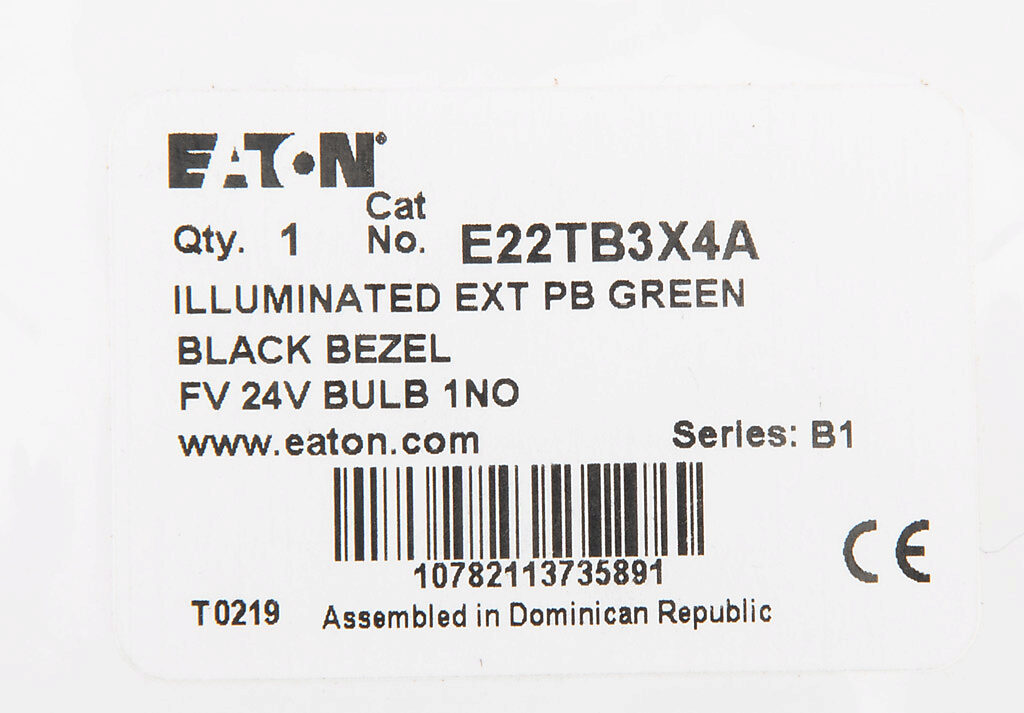 EATON®
Qty. 1 Cat No. E22TB3X4A
ILLUMINATED EXT PB GREEN
BLACK BEZEL
FV 24V BULB 1NO
www.eaton.com Series: B1
10782113735891
CE
T0219 Assembled in Dominican Republic